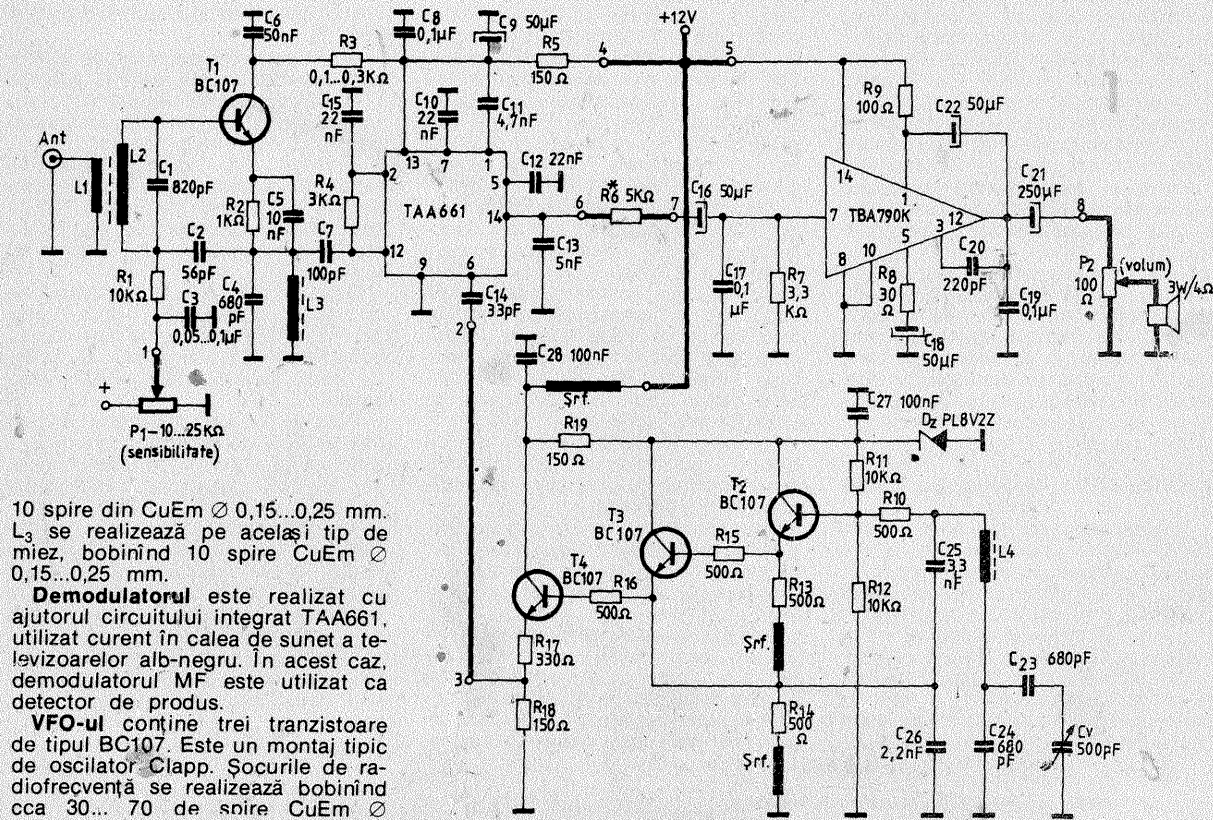 C6
50nF
C8
0,1µF
C9 50µF
+12V
R3
0,1...0,3KΩ
R5
150Ω
4
5
T1
BC107
C15
22
nF
C10
22
nF
C11
4,7nF
R9
100Ω
C22 50µF
Ant
L1
L2
C1
820pF
R2
1KΩ
C5
10
nF
R4
3KΩ
2
13
7
1
5
C12 22nF
TAA661
14
12
9
6
6
R6* 5KΩ
7
C16 50µF
C13
5nF
14
1
7
TBA790K
12
3
10
5
8
C21
250µF
8
C20
220pF
R8
30
Ω
C18
50µF
C19
0,1µF
P2
100
Ω
(volum)
3W/4Ω
C17
0,1
µF
R7
3,3
KΩ
C2
56pF
C7
100pF
R1
10KΩ
C3
0,05...0,1µF
C4
680
pF
L3
C14
33pF
2
1
+
P1-10...25KΩ
(sensibilitate)
C28 100nF
Şrf.
R19
150Ω
C27 100nF
Dz PL8V2Z
R11
10KΩ
R10
500Ω
T2
BC107
T3
BC107
R15
500Ω
T4
BC107
R16
500Ω
R13
500Ω
R12
10KΩ
C25
3,3
nF
L4
R17
330Ω
3
R18
150Ω
Şrf.
R14
500
Ω
Şrf.
C26
2,2nF
C24
680
pF
C23 680pF
Cv
500pF
10 spire din CuEm Ø 0,15...0,25 mm.
L3 se realizează pe același tip de
miez, bobinînd 10 spire CuEm Ø
0,15...0,25 mm.
Demodulatorul este realizat cu
ajutorul circuitului integrat TAA661,
utilizat curent în calea de sunet a te-
levizoarelor alb-negru. În acest caz,
demodulatorul MF este utilizat ca
detector de produs.
VFO-ul conține trei tranzistoare
de tipul BC107. Este un montaj tipic
de oscilator Clapp. Șocurile de ra-
diofrecvență se realizează bobinînd
cca 30... 70 de spire CuEm Ø